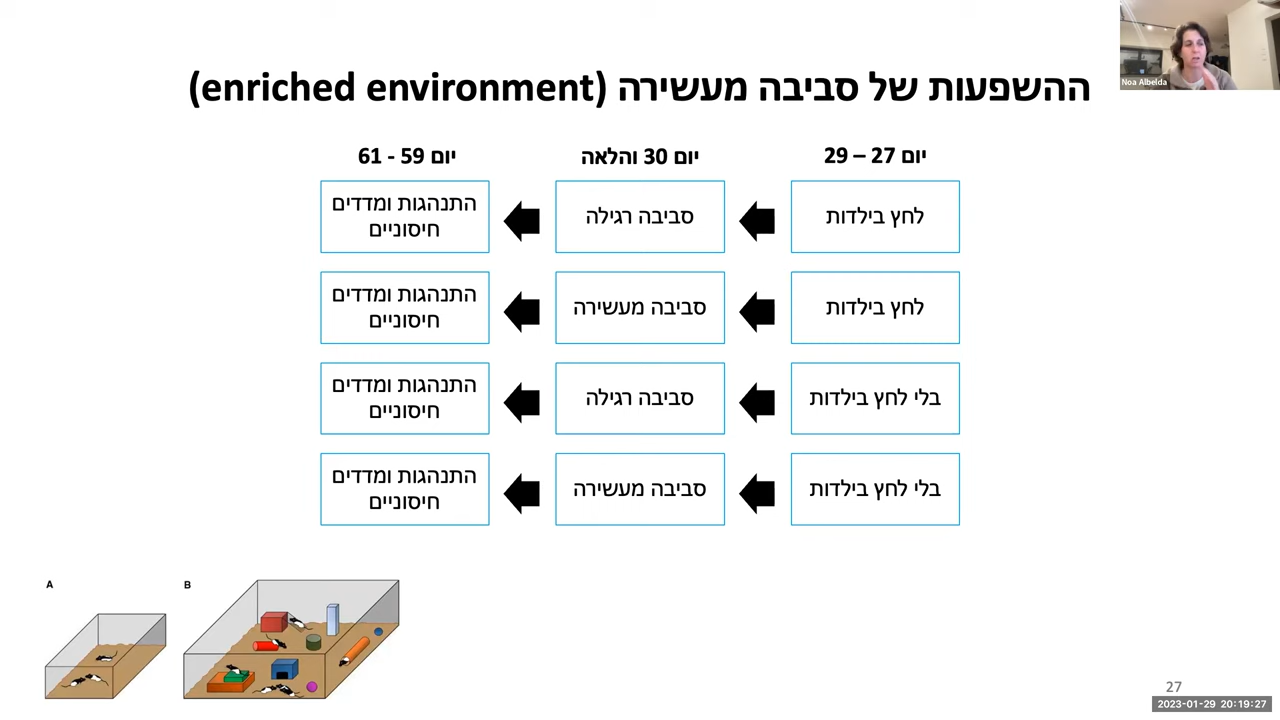 Noa Albelda
ההשפעות של סביבה מעשירה (enriched environment)
יום 27 – 29
יום 30 והלאה
יום 59 - 61
לחץ בילדות
סביבה רגילה
התנהגות ומדדים
חיסוניים
לחץ בילדות
סביבה מעשירה
התנהגות ומדדים
חיסוניים
בלי לחץ בילדות
סביבה רגילה
התנהגות ומדדים
חיסוניים
בלי לחץ בילדות
סביבה מעשירה
התנהגות ומדדים
חיסוניים
A
B
27
2023-01-29 20:19:27